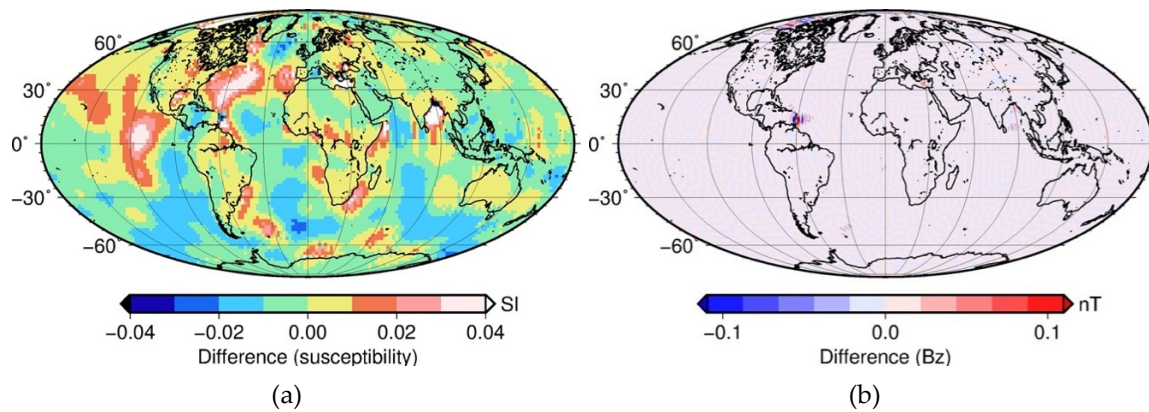 60° 60°
30° 30°
0° 0°
−30° −30°
−60° −60°
SI nT
−0.04 −0.02 0.00 0.02 0.04 −0.1 0.0 0.1
Difference (susceptibility) Difference (Bz)
(a) (b)